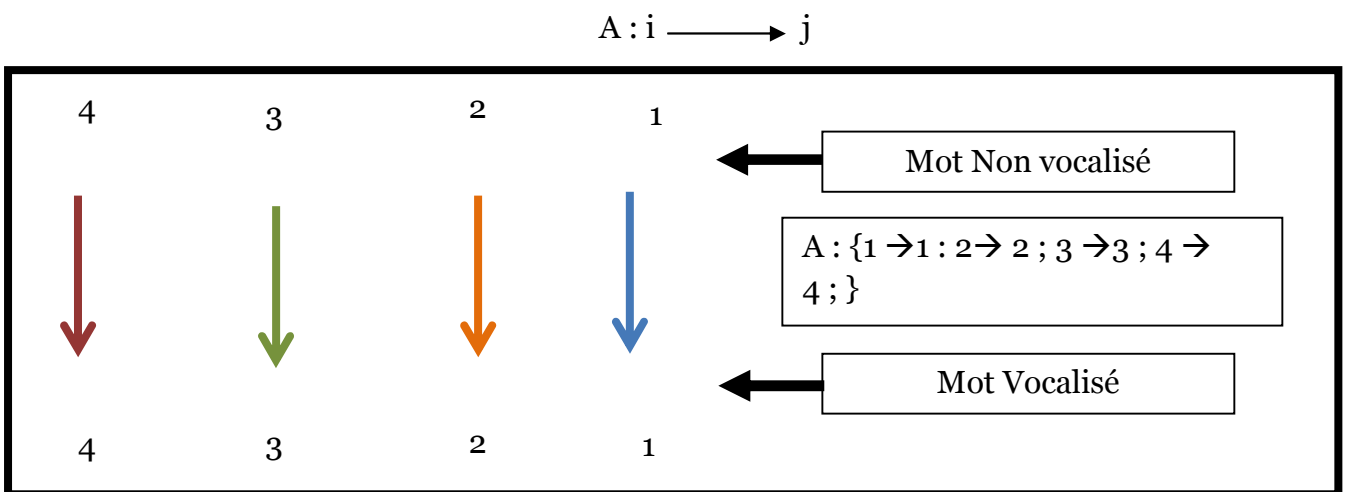 A : i ⟶ j
4 3 2 1
Mot Non vocalisé
A : {1 →1 : 2→ 2 ; 3 →3 ; 4 →
4 ; }
Mot Vocalisé
4 3 2 1